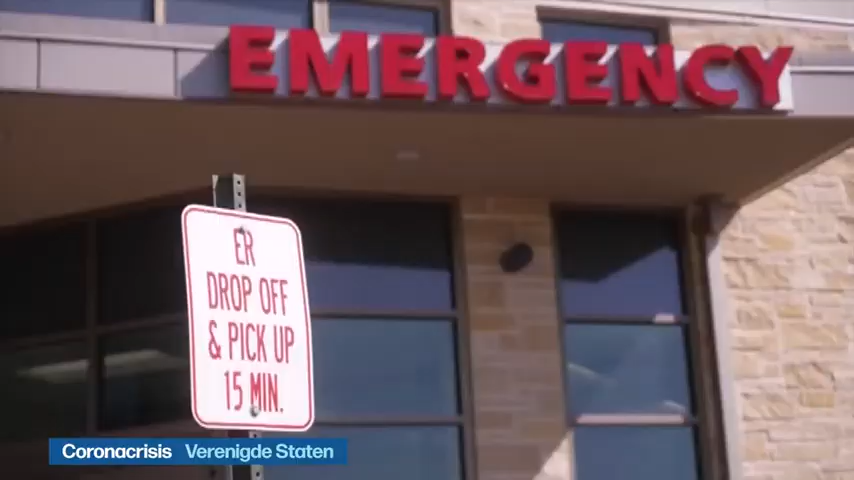 EMERGENCY
ER
DROP OFF
& PICK UP
15 MIN.
Coronacrisis Verenigde Staten